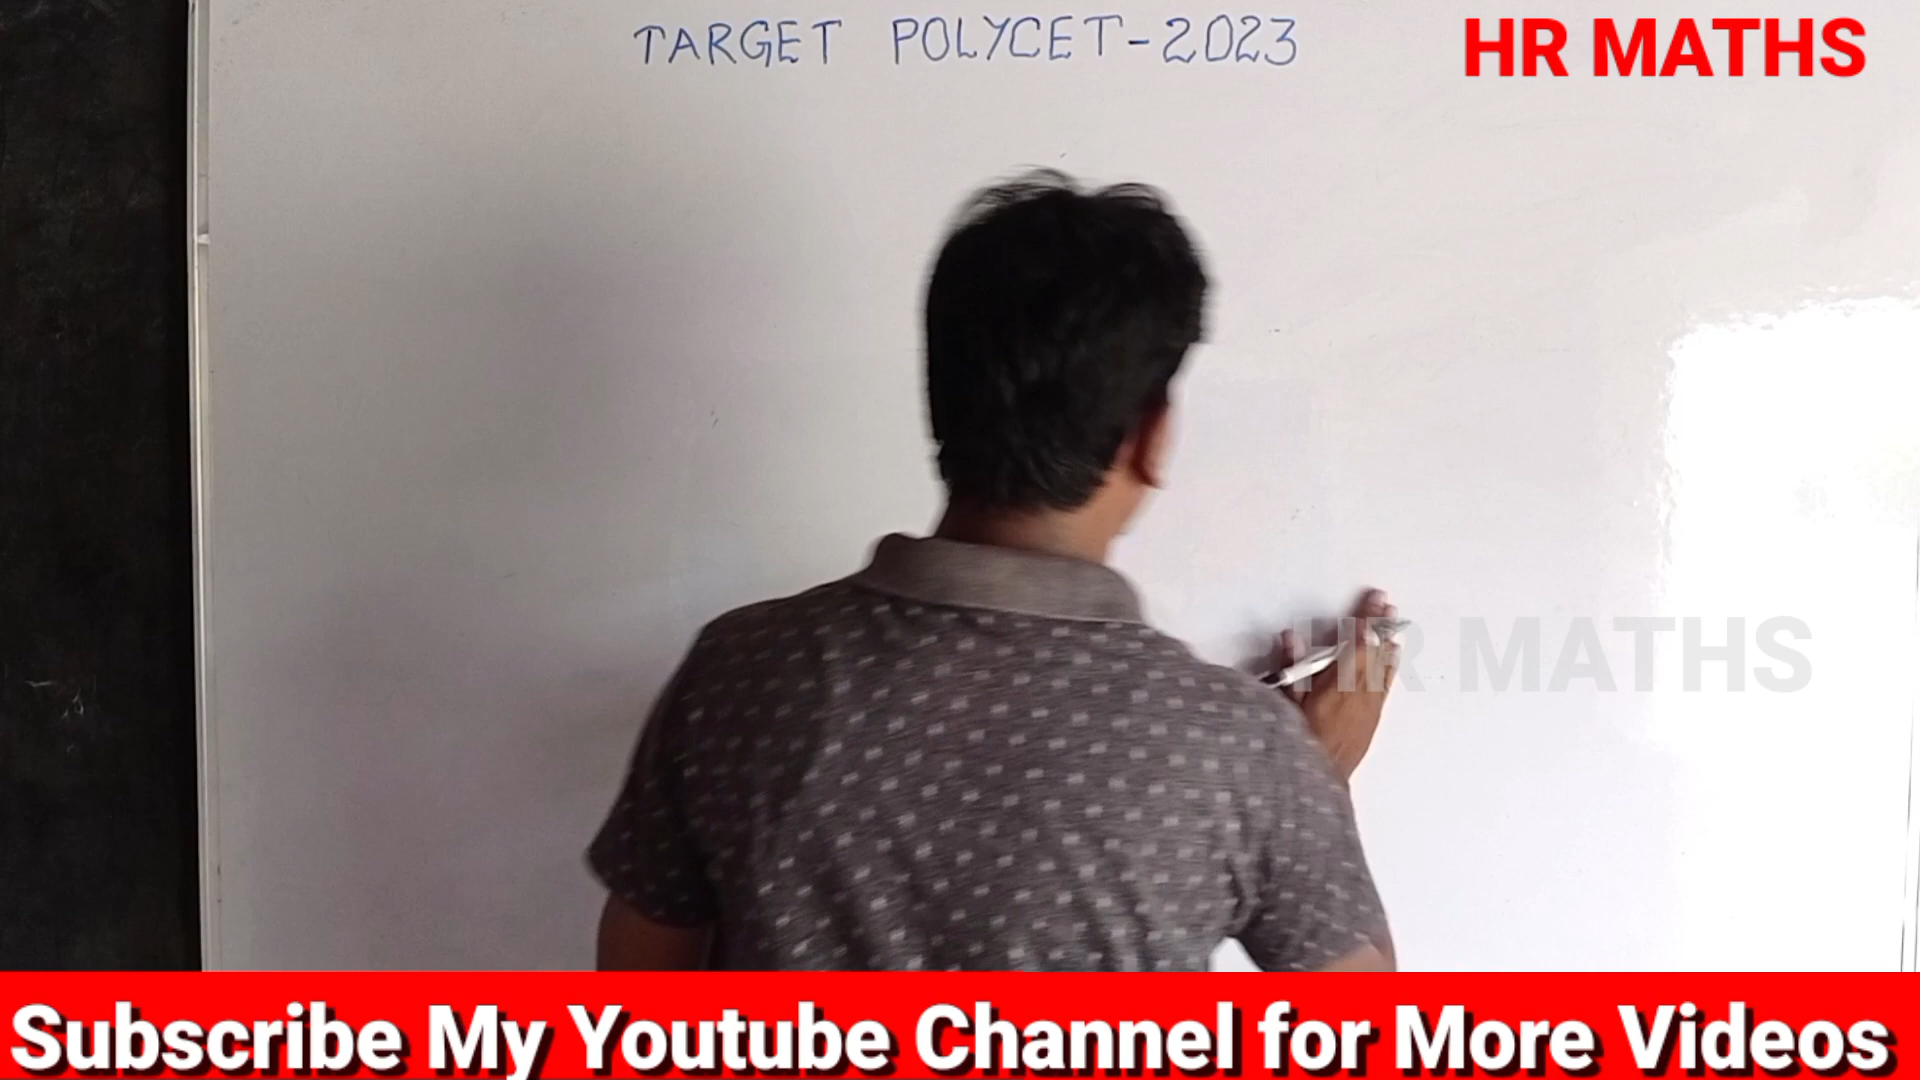 TARGET POLYCET-2023
HR MATHS
HR MATHS
Subscribe My Youtube Channel for More Videos